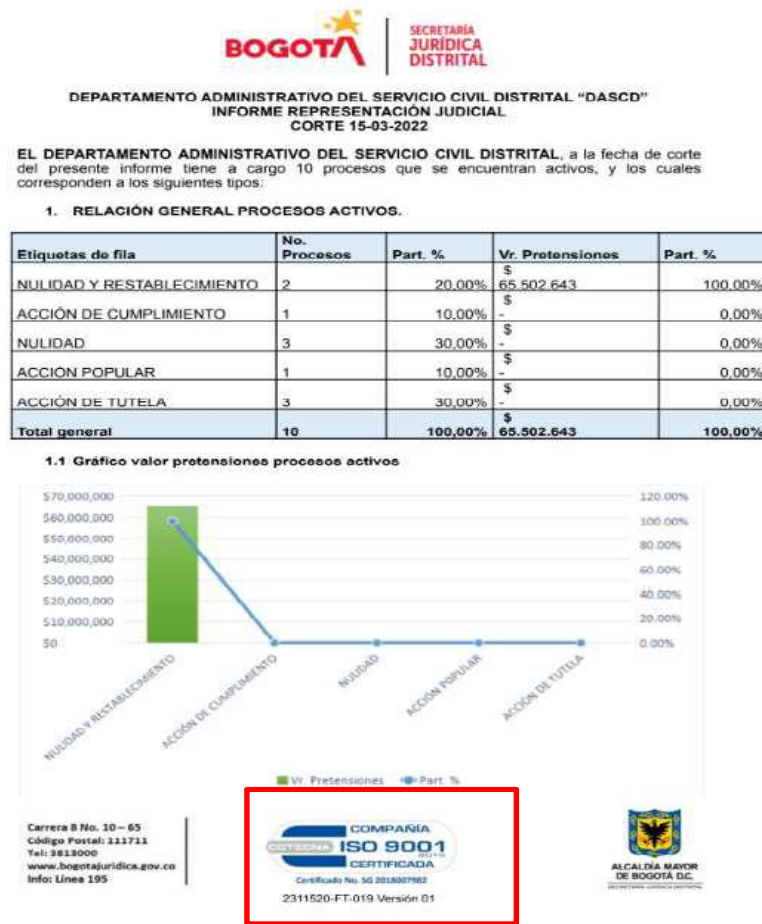 BOGOTÁ
SECRETARÍA
JURÍDICA
DISTRITAL
DEPARTAMENTO ADMINISTRATIVO DEL SERVICIO CIVIL DISTRITAL “DASCD”
INFORME REPRESENTACIÓN JUDICIAL
CORTE 15-03-2022
EL DEPARTAMENTO ADMINISTRATIVO DEL SERVICIO CIVIL DISTRITAL, a la fecha de corte
del presente informe tiene a cargo 10 procesos que se encuentran activos, y los cuales
corresponden a los siguientes tipos:
1. RELACIÓN GENERAL PROCESOS ACTIVOS.
Etiquetas de fila No. Procesos Part. % Vr. Pretensiones Part. %
NULIDAD Y RESTABLECIMIENTO 2 20,00% $ 65.502.643 100,00%
ACCIÓN DE CUMPLIMIENTO 1 10,00% $ - 0,00%
NULIDAD 3 30,00% $ - 0,00%
ACCION POPULAR 1 10,00% $ - 0,00%
ACCIÓN DE TUTELA 3 30,00% $ - 0,00%
Total general 10 100,00% $ 65.502.643 100,00%
1.1 Gráfico valor pretensiones procesos activos
$70,000,000 120.00%
$60,000,000 100.00%
$50,000,000 80.00%
$40,000,000 60.00%
$30,000,000 40.00%
$20,000,000 20.00%
$10,000,000 0.00%
$0
NULIDAD Y RESTABLECIMIENTO
ACCIÓN DE CUMPLIMIENTO
NULIDAD
ACCIÓN POPULAR
ACCIÓN DE TUTELA
Vr. Pretensiones Part. %
Carrera 8 No. 10 – 65
Código Postal: 111711
Tel: 3813000
www.bogotajuridica.gov.co
Info: Línea 195
COMPAÑÍA
COTECNA ISO 9001
2015
CERTIFICADA
Certificado No. SG 2018007982
2311520-FT-019 Versión 01
ALCALDÍA MAYOR
DE BOGOTÁ D.C.
SECRETARÍA JURÍDICA DISTRITAL